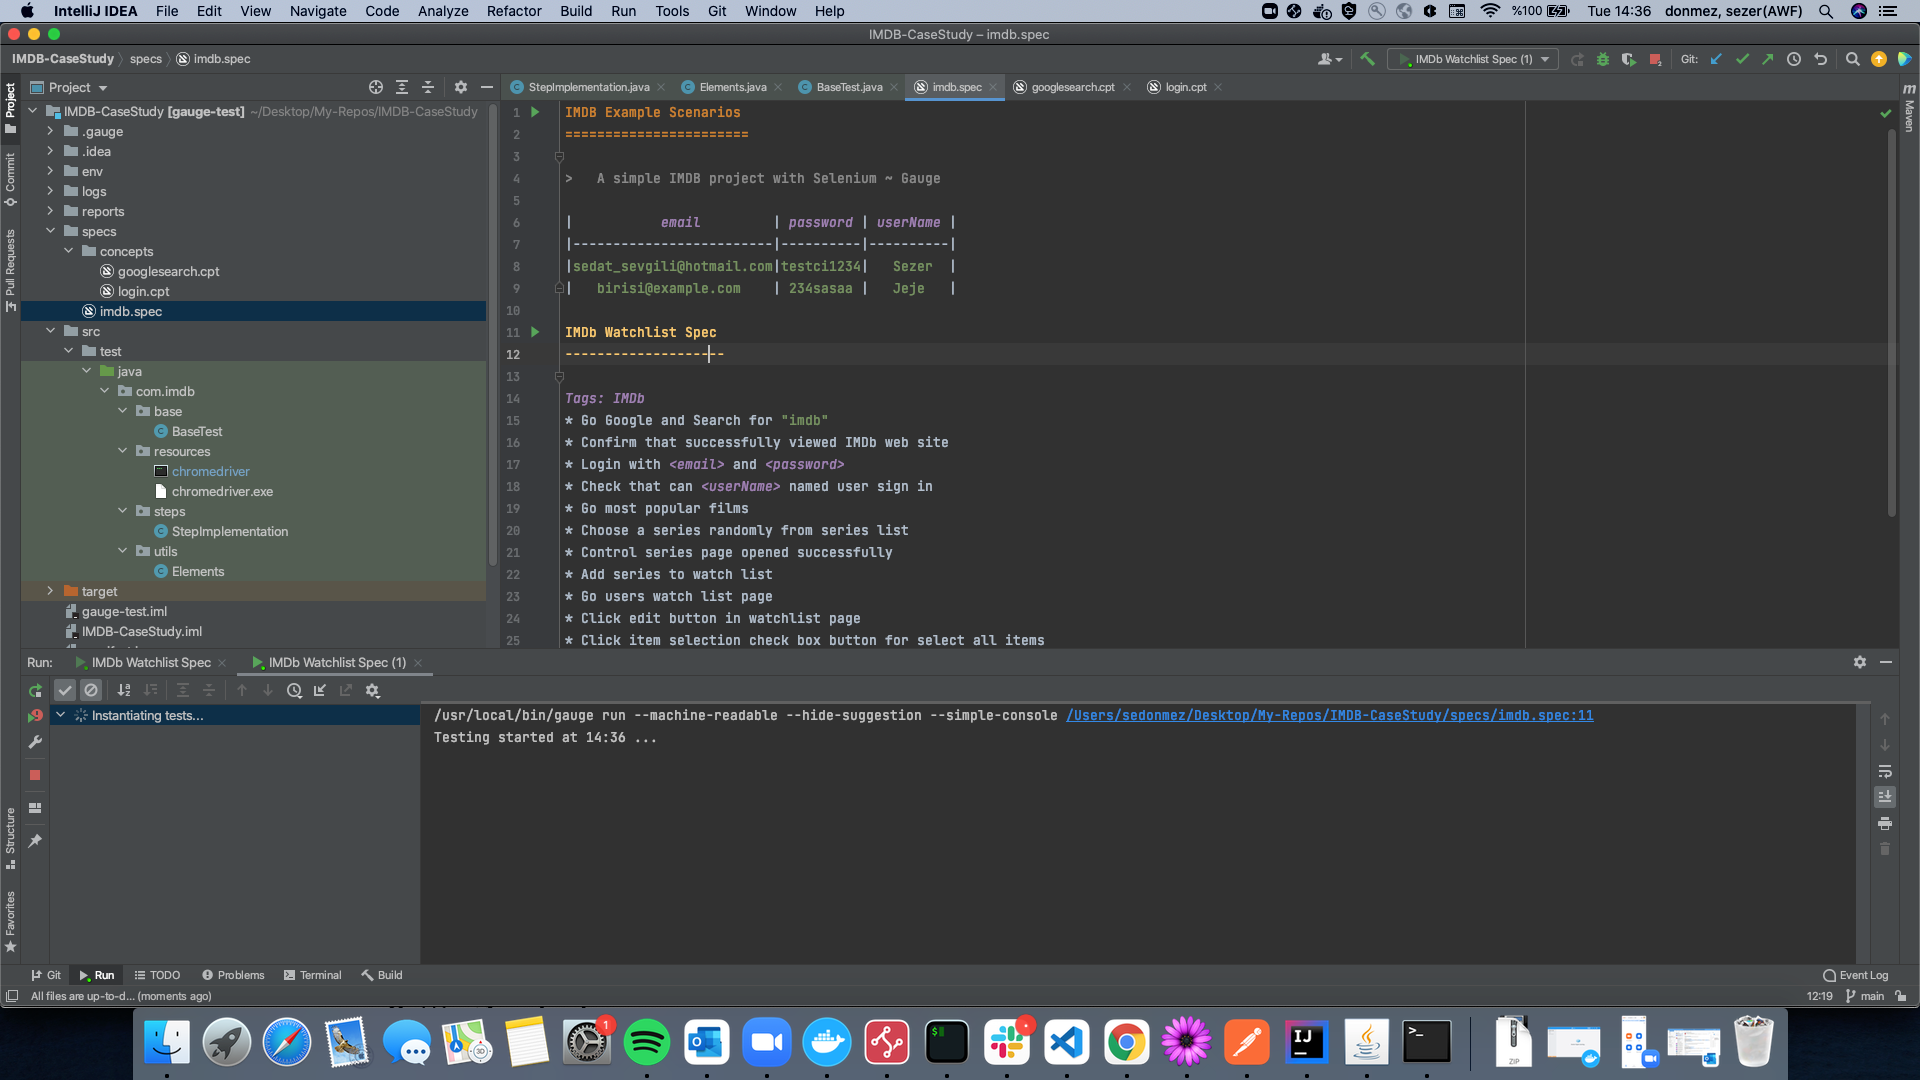 IntelliJ IDEA File Edit View Navigate Code Analyze Refactor Build Run Tools Git Window Help %100 Tue 14:36 donmez, sezer(AWF)
IMDB-CaseStudy – imdb.spec
IMDB-CaseStudy specs imdb.spec IMDb Watchlist Spec (1) Git:
Project StepImplementation.java Elements.java BaseTest.java imdb.spec googlesearch.cpt login.cpt
Project
Commit
Pull Requests
Structure
Favorites
m Maven
IMDB-CaseStudy [gauge-test] ~/Desktop/My-Repos/IMDB-CaseStudy
.gauge
.idea
env
logs
reports
specs
concepts
googlesearch.cpt
login.cpt
imdb.spec
src
test
java
com.imdb
base
BaseTest
resources
chromedriver
chromedriver.exe
steps
StepImplementation
utils
Elements
target
gauge-test.iml
IMDB-CaseStudy.iml
1 IMDB Example Scenarios
2 =======================
3
4 > A simple IMDB project with Selenium ~ Gauge
5
6 | email | password | userName |
7 |-------------------------|----------|----------|
8 |sedat_sevgili@hotmail.com|testci1234| Sezer |
9 | birisi@example.com | 234sasaa | Jeje |
10
11 IMDb Watchlist Spec
12 --------------------
13
14 Tags: IMDb
15 * Go Google and Search for "imdb"
16 * Confirm that successfully viewed IMDb web site
17 * Login with <email> and <password>
18 * Check that can <userName> named user sign in
19 * Go most popular films
20 * Choose a series randomly from series list
21 * Control series page opened successfully
22 * Add series to watch list
23 * Go users watch list page
24 * Click edit button in watchlist page
25 * Click item selection check box button for select all items
Run: IMDb Watchlist Spec IMDb Watchlist Spec (1)
Instantiating tests...
/usr/local/bin/gauge run --machine-readable --hide-suggestion --simple-console /Users/sedonmez/Desktop/My-Repos/IMDB-CaseStudy/specs/imdb.spec:11
Testing started at 14:36 ...
Git Run TODO Problems Terminal Build Event Log
All files are up-to-d... (moments ago) 12:19 main
1
3D
$
IJ
>_
ZIP